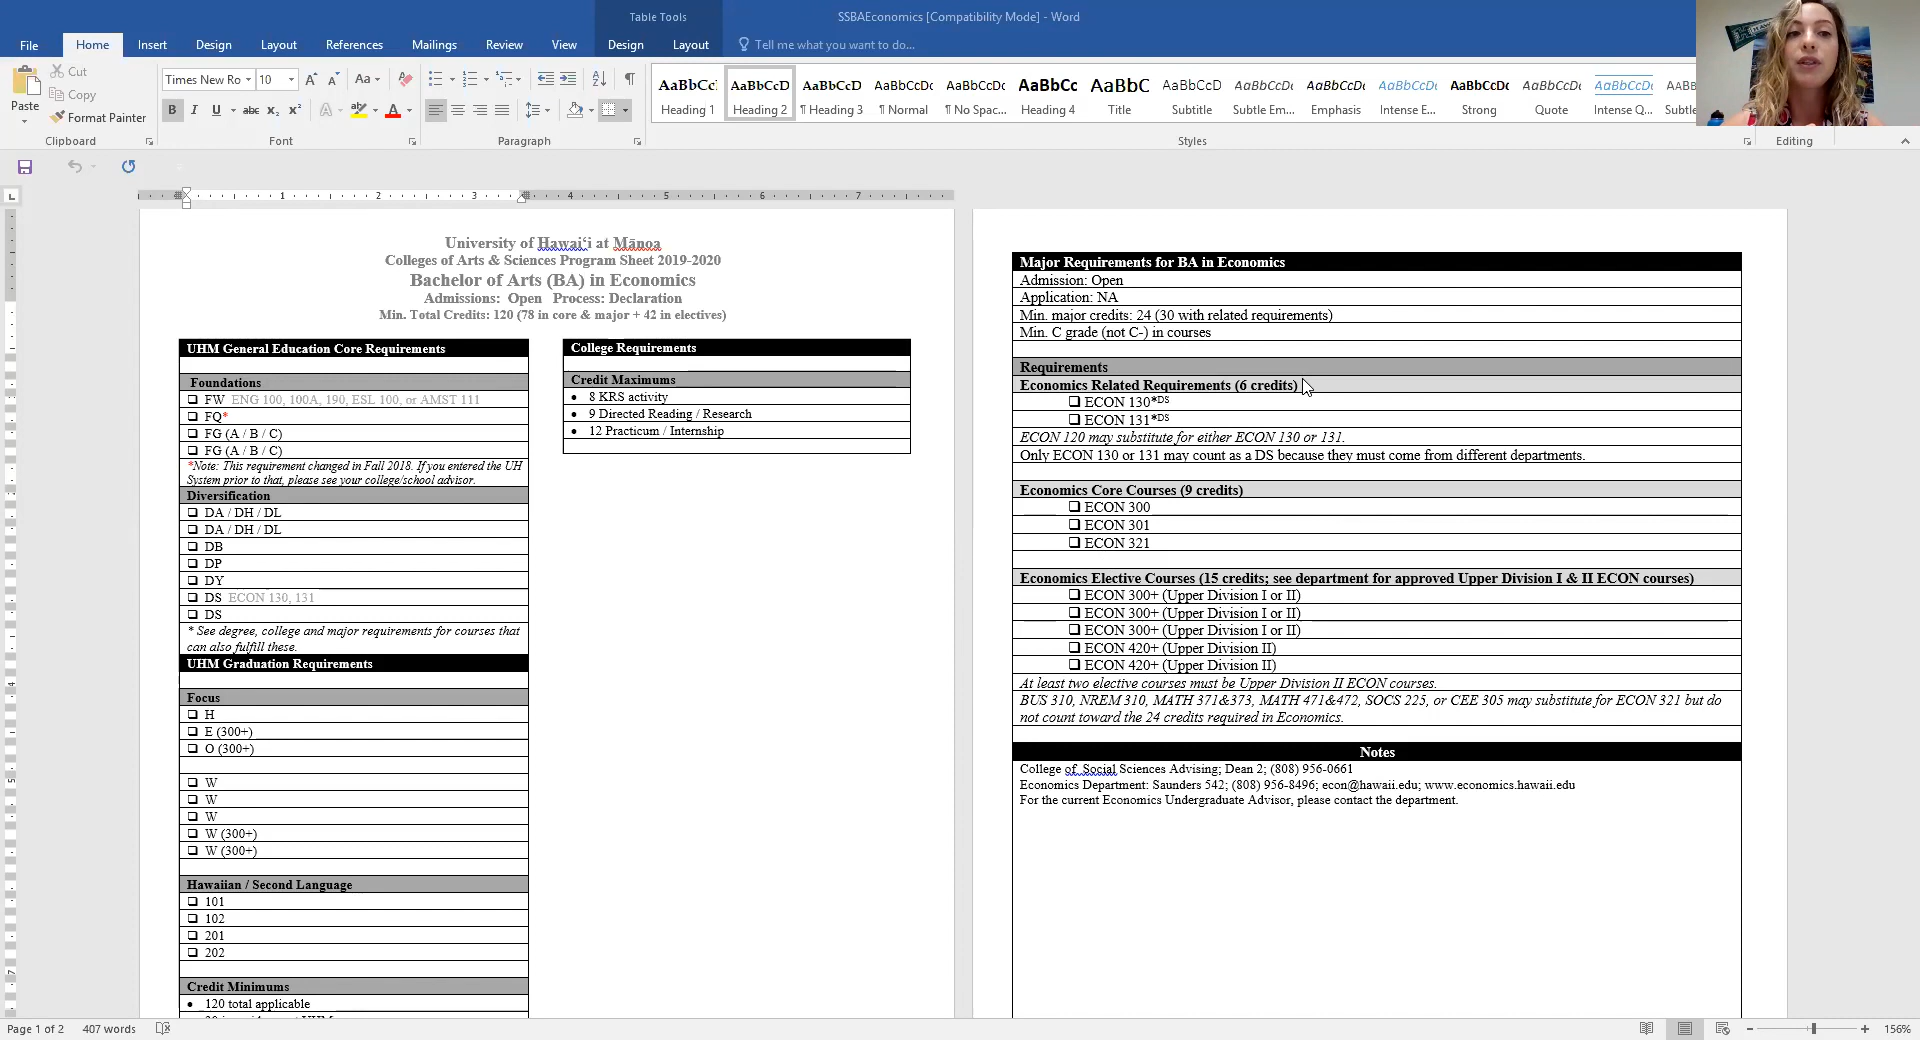 Table Tools
SSBAEconomics [Compatibility Mode] - Word
File Home Insert Design Layout References Mailings Review View Design Layout Tell me what you want to do...
Paste
Cut
Copy
Format Painter
Clipboard
Times New Ro 10
Font
Paragraph
AaBbCcI AaBbCcD AaBbCcD AaBbCcDc AaBbCcDc AaBbCc AaBbC AaBbCcD AaBbCcDc AaBbCcDc AaBbCcDc AaBbCcDc AaBbCcDc AaBbCcDc AABB
Heading 1 Heading 2 ¶ Heading 3 ¶ Normal ¶ No Spac... Heading 4 Title Subtitle Subtle Em... Emphasis Intense E... Strong Quote Intense Q... Subtle
Styles
Editing
1 2 3 4 5 6 7
University of Hawai‘i at Mānoa
Colleges of Arts & Sciences Program Sheet 2019-2020
Bachelor of Arts (BA) in Economics
Admissions: Open Process: Declaration
Min. Total Credits: 120 (78 in core & major + 42 in electives)
UHM General Education Core Requirements
Foundations
❑ FW ENG 100, 100A, 190, ESL 100, or AMST 111
❑ FQ*
❑ FG (A / B / C)
❑ FG (A / B / C)
*Note: This requirement changed in Fall 2018. If you entered the UH
System prior to that, please see your college/school advisor.
Diversification
❑ DA / DH / DL
❑ DA / DH / DL
❑ DB
❑ DP
❑ DY
❑ DS ECON 130, 131
❑ DS
* See degree, college and major requirements for courses that
can also fulfill these.
UHM Graduation Requirements
Focus
❑ H
❑ E (300+)
❑ O (300+)
❑ W
❑ W
❑ W
❑ W (300+)
❑ W (300+)
Hawaiian / Second Language
❑ 101
❑ 102
❑ 201
❑ 202
Credit Minimums
• 120 total applicable
College Requirements
Credit Maximums
• 8 KRS activity
• 9 Directed Reading / Research
• 12 Practicum / Internship
Major Requirements for BA in Economics
Admission: Open
Application: NA
Min. major credits: 24 (30 with related requirements)
Min. C grade (not C-) in courses
Requirements
Economics Related Requirements (6 credits)
❑ ECON 130*DS
❑ ECON 131*DS
ECON 120 may substitute for either ECON 130 or 131.
Only ECON 130 or 131 may count as a DS because they must come from different departments.
Economics Core Courses (9 credits)
❑ ECON 300
❑ ECON 301
❑ ECON 321
Economics Elective Courses (15 credits; see department for approved Upper Division I & II ECON courses)
❑ ECON 300+ (Upper Division I or II)
❑ ECON 300+ (Upper Division I or II)
❑ ECON 300+ (Upper Division I or II)
❑ ECON 420+ (Upper Division II)
❑ ECON 420+ (Upper Division II)
At least two elective courses must be Upper Division II ECON courses.
BUS 310, NREM 310, MATH 371&373, MATH 471&472, SOCS 225, or CEE 305 may substitute for ECON 321 but do
not count toward the 24 credits required in Economics.
Notes
College of Social Sciences Advising; Dean 2; (808) 956-0661
Economics Department: Saunders 542; (808) 956-8496; econ@hawaii.edu; www.economics.hawaii.edu
For the current Economics Undergraduate Advisor, please contact the department.
Page 1 of 2 407 words
156%